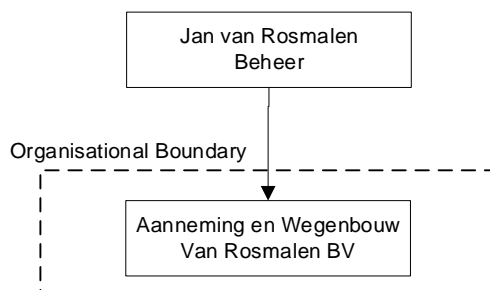 Jan van Rosmalen
Beheer
Organisational Boundary
Aanneming en Wegenbouw
Van Rosmalen BV